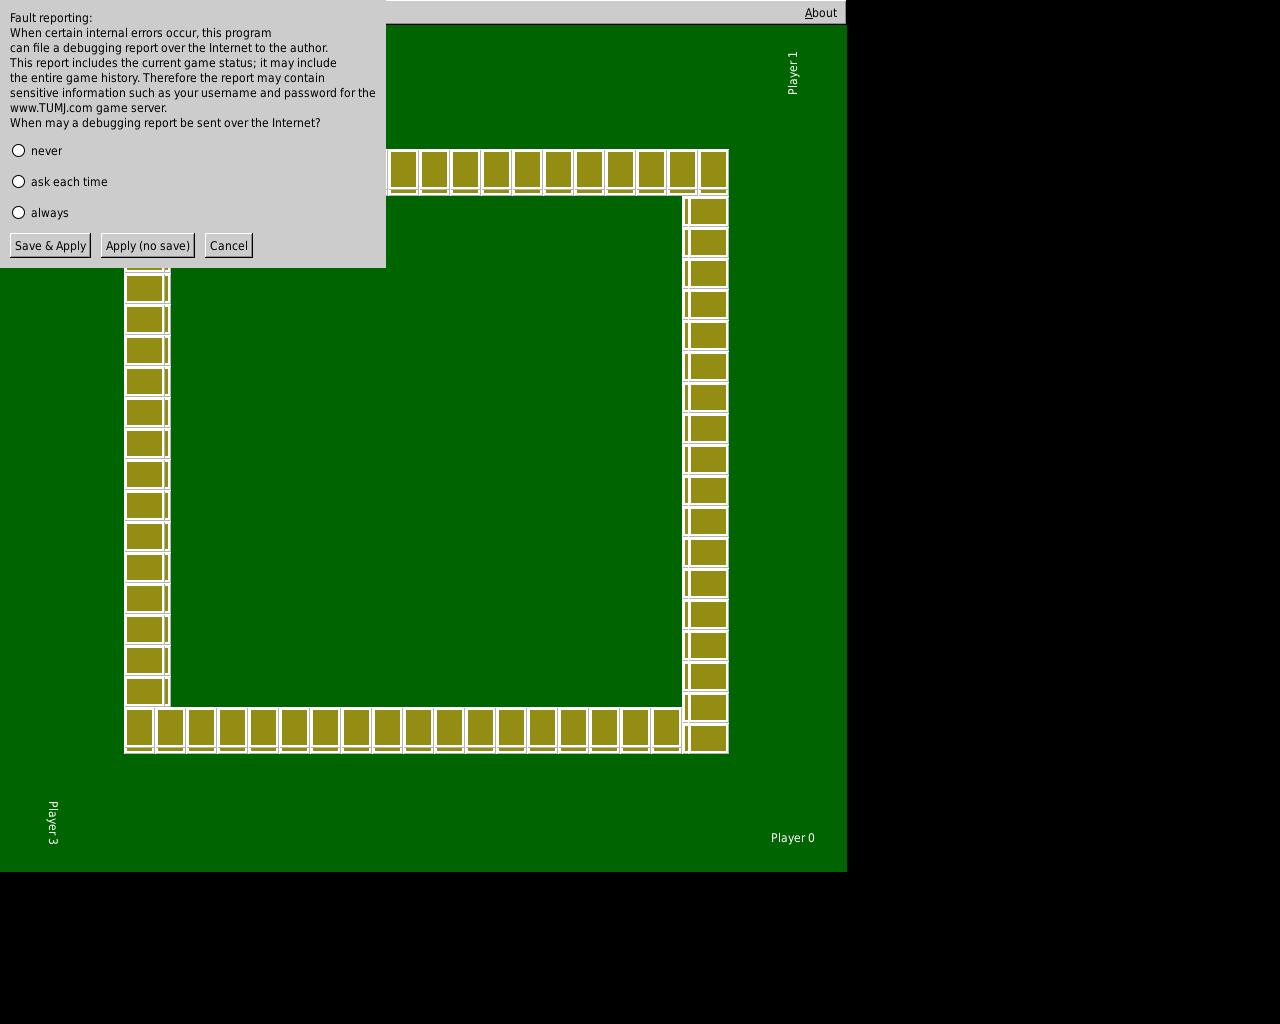 About
Fault reporting:
When certain internal errors occur, this program
can file a debugging report over the Internet to the author.
This report includes the current game status; it may include
the entire game history. Therefore the report may contain
sensitive information such as your username and password for the
www.TUMJ.com game server.
When may a debugging report be sent over the Internet?
never
ask each time
always
Save & Apply Apply (no save) Cancel
Player 1
Player 3
Player 0